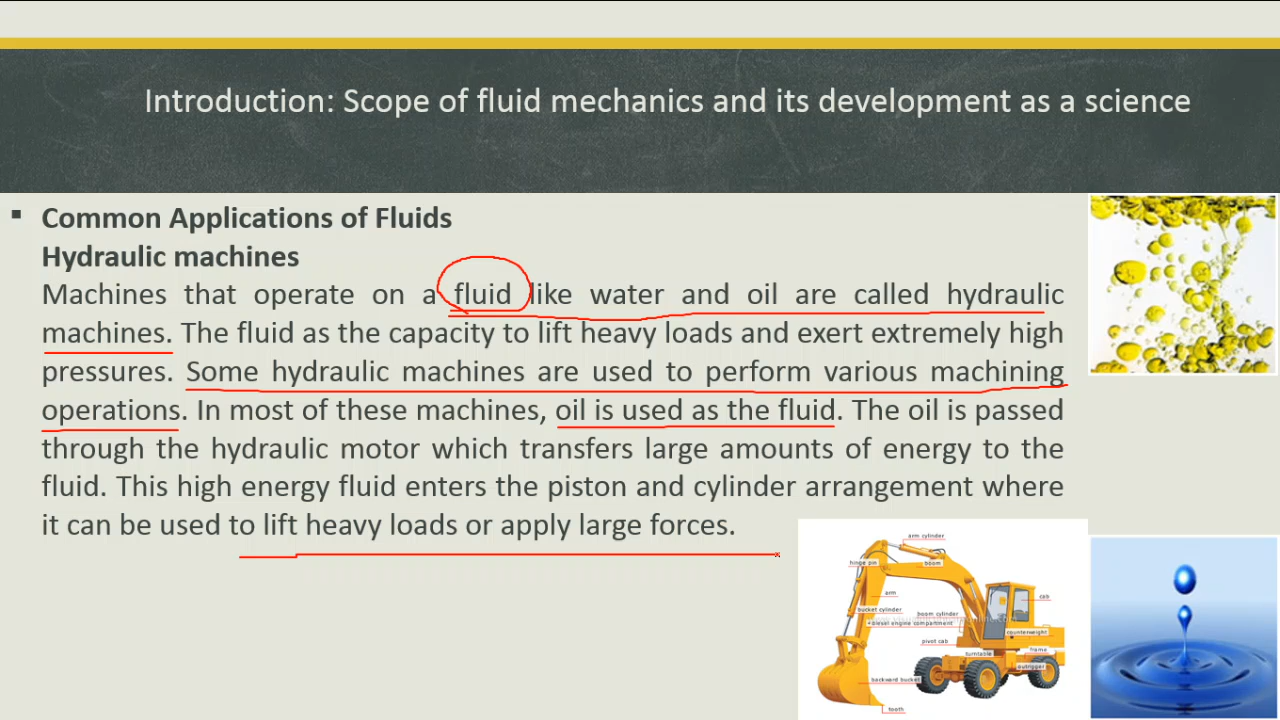 Introduction: Scope of fluid mechanics and its development as a science
▪ Common Applications of Fluids
Hydraulic machines
Machines that operate on a fluid like water and oil are called hydraulic
machines. The fluid as the capacity to lift heavy loads and exert extremely high
pressures. Some hydraulic machines are used to perform various machining
operations. In most of these machines, oil is used as the fluid. The oil is passed
through the hydraulic motor which transfers large amounts of energy to the
fluid. This high energy fluid enters the piston and cylinder arrangement where
it can be used to lift heavy loads or apply large forces.
arm cylinder
hinge pin
boom
arm
cab
bucket cylinder
boom cylinder
diesel engine compartment
counterweight
pivot cab
turntable
frame
outrigger
backward bucket
tooth